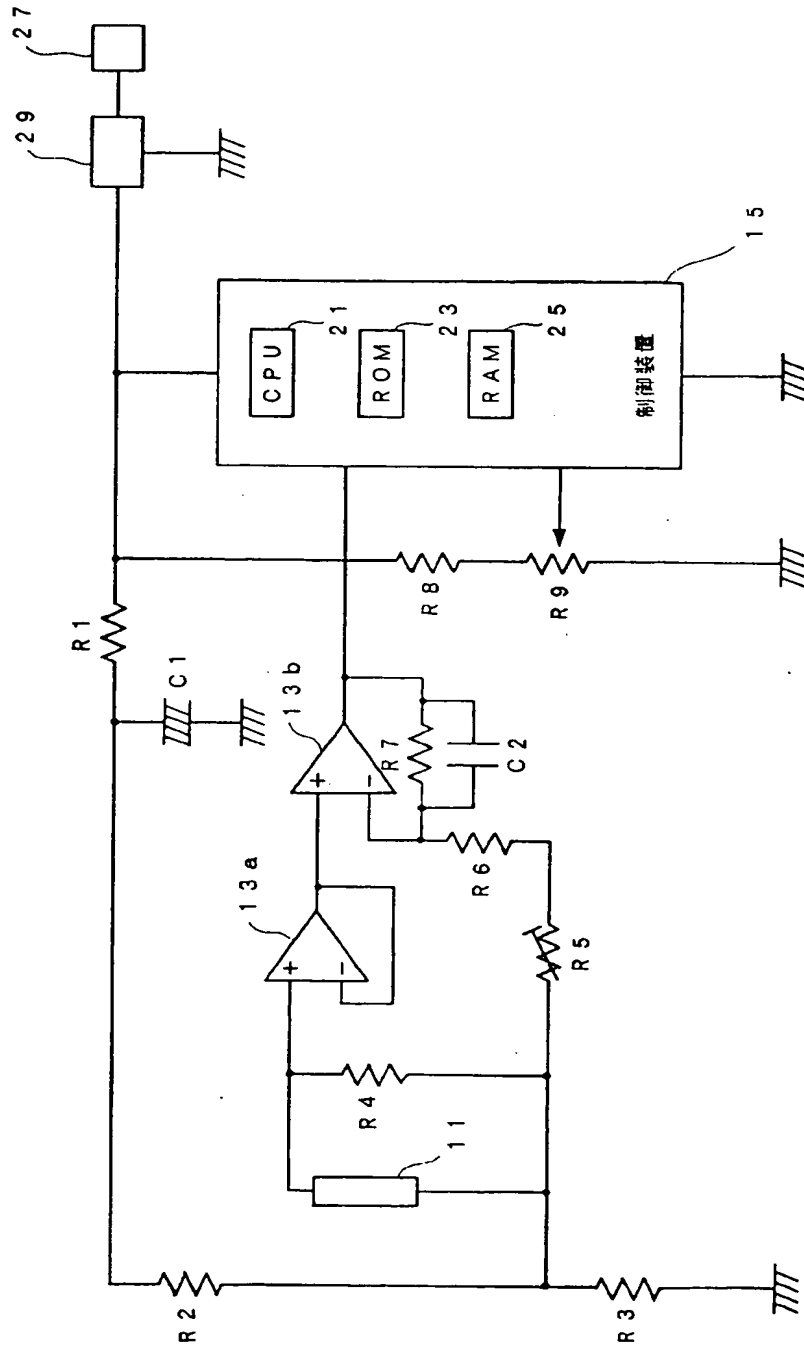 27
29
15
CPU
21
ROM
23
RAM
25
制御装置
R1
C1
R8
R9
13b
R7
C2
13a
R6
R5
R4
11
R2
R3
+
−
+
−